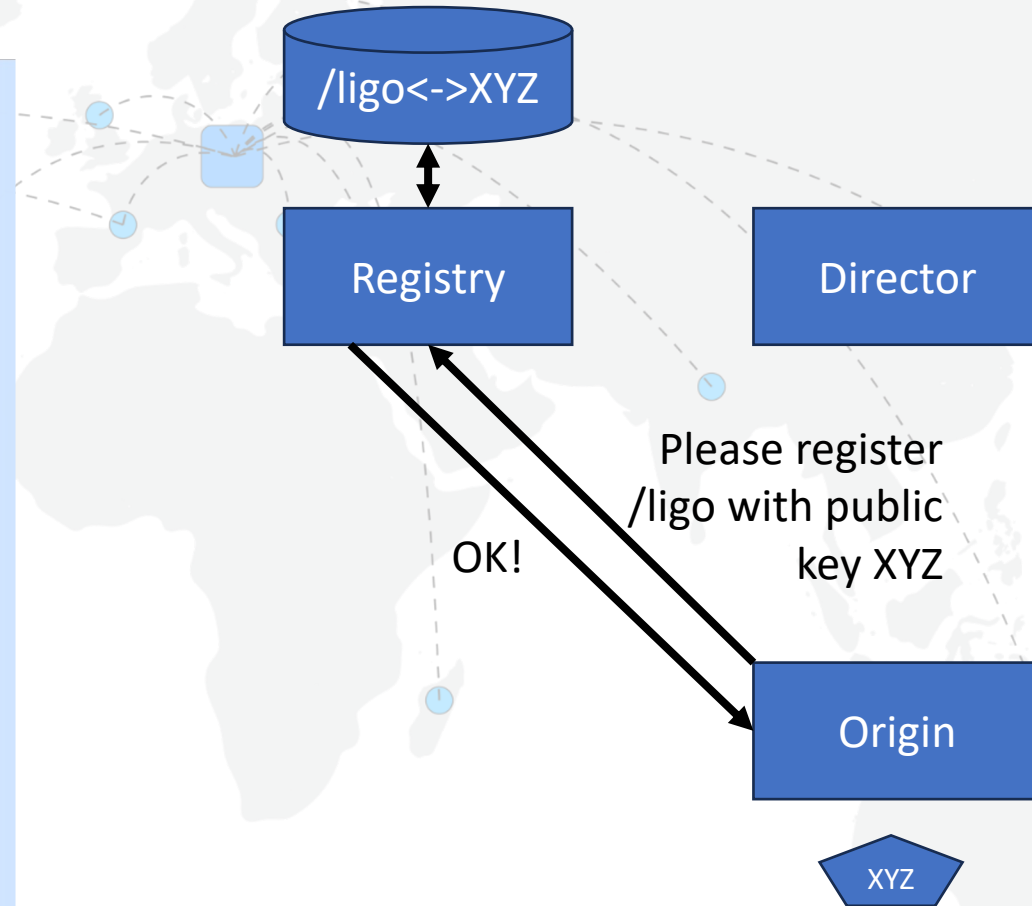 /ligo<->XYZ
Registry
Director
Please register
/ligo with public
key XYZ
OK!
Origin
XYZ